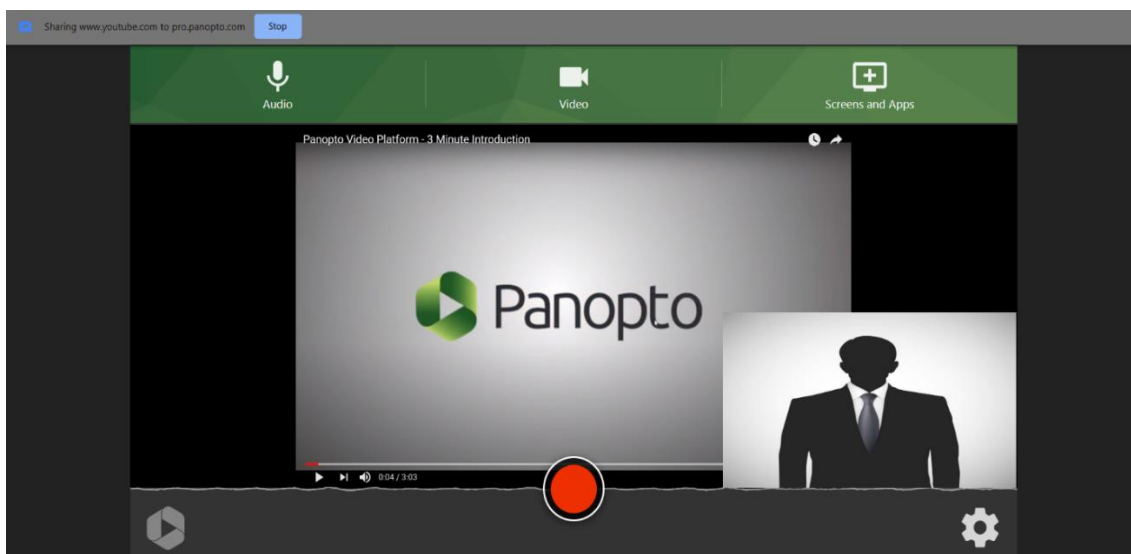 Sharing www.youtube.com to pro.panopto.com Stop
Audio Video Screens and Apps
Panopto Video Platform - 3 Minute Introduction
Panopto
0:04 / 3:03